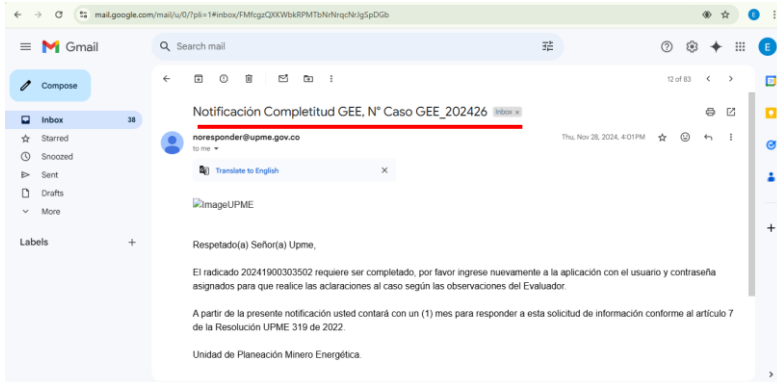 mail.google.com/mail/u/0/?pli=1#inbox/FMfcgzQXKWbkRPMTbNrNrqcNrJgSpDGb
E
Gmail
Search mail
E
Compose
12 of 83
Inbox 38
Starred
Snoozed
Sent
Drafts
More
Labels
Notificación Completitud GEE, N° Caso GEE_202426 Inbox x
noresponder@upme.gov.co Thu, Nov 28, 2024, 4:01 PM
to me
Translate to English
ImageUPME
Respetado(a) Señor(a) Upme,
El radicado 20241900303502 requiere ser completado, por favor ingrese nuevamente a la aplicación con el usuario y contraseña
asignados para que realice las aclaraciones al caso según las observaciones del Evaluador.
A partir de la presente notificación usted contará con un (1) mes para responder a esta solicitud de información conforme al artículo 7
de la Resolución UPME 319 de 2022.
Unidad de Planeación Minero Energética.